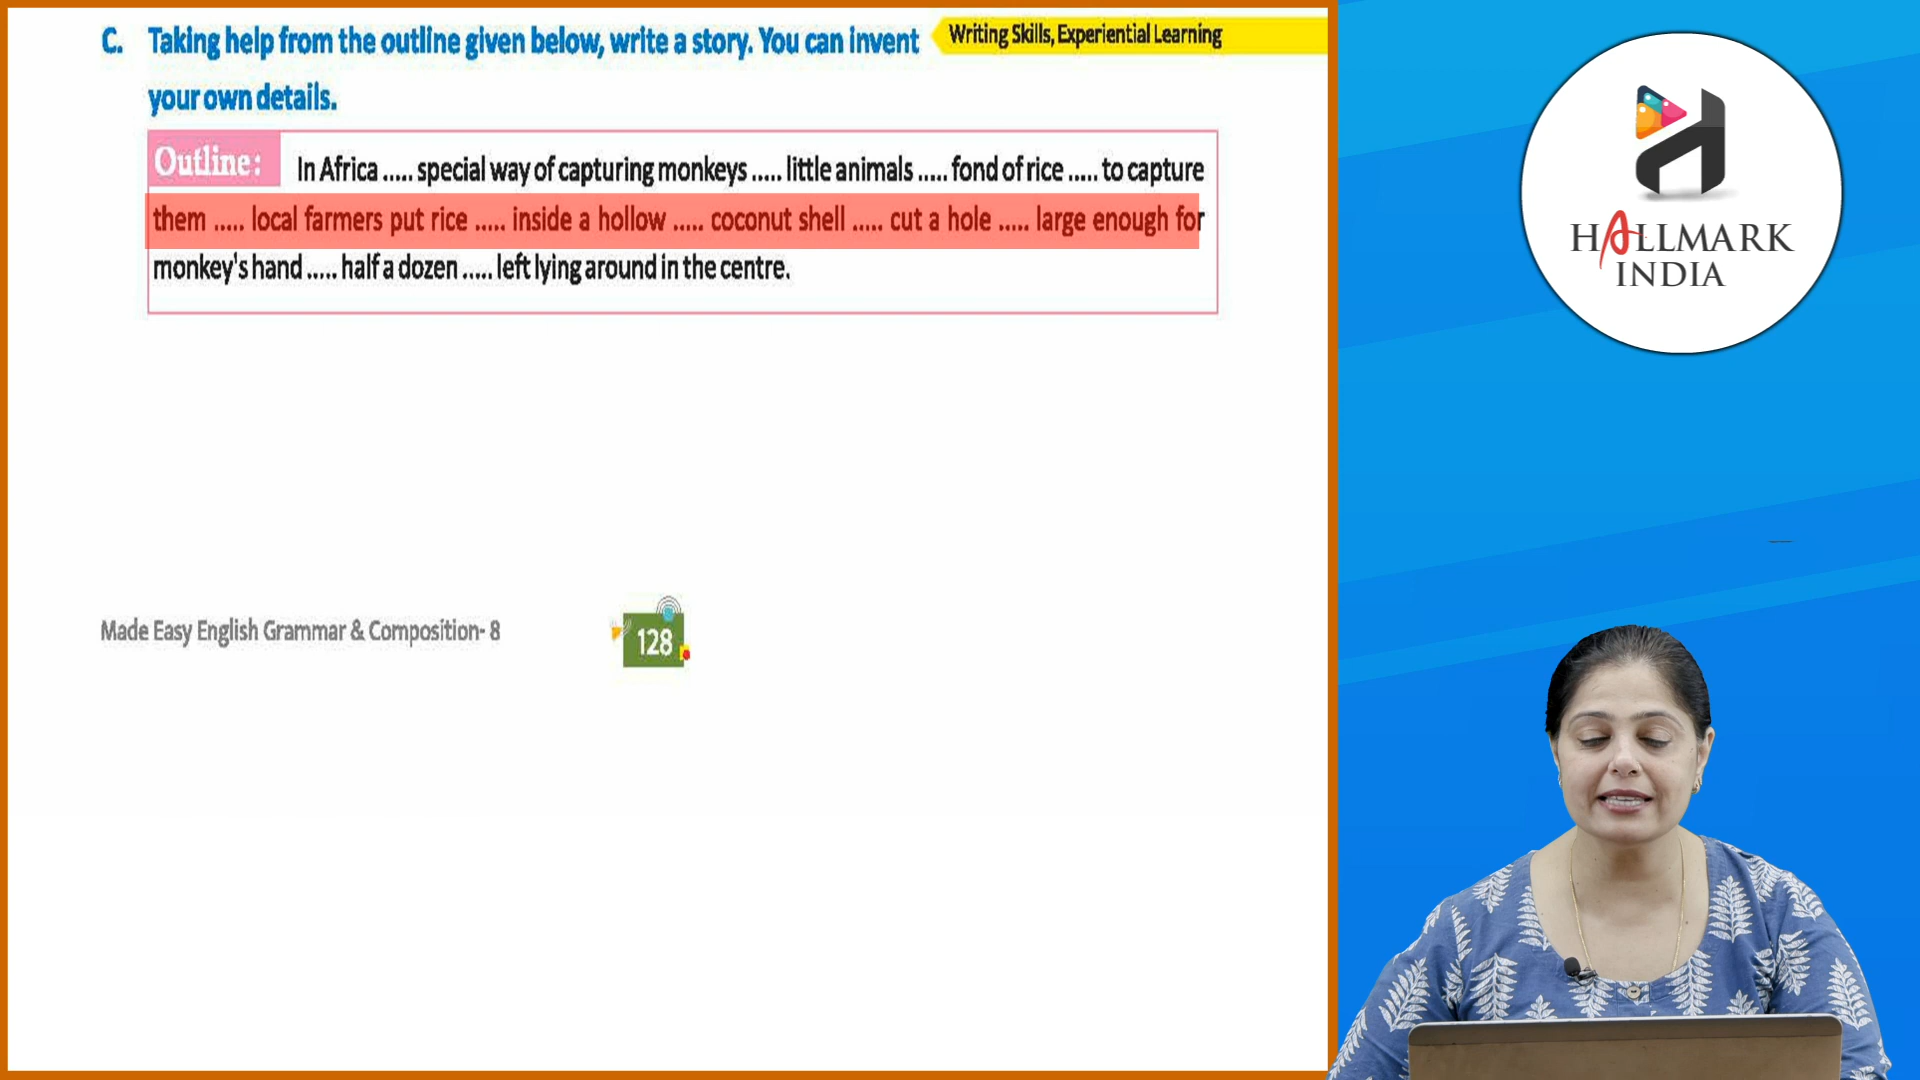 C. Taking help from the outline given below, write a story. You can invent
your own details.
Writing Skills, Experiential Learning
Outline: In Africa ..... special way of capturing monkeys ..... little animals ..... fond of rice ..... to capture
them ..... local farmers put rice ..... inside a hollow ..... coconut shell ..... cut a hole ..... large enough for
monkey's hand ..... half a dozen ..... left lying around in the centre.
Made Easy English Grammar & Composition- 8
128
HALLMARK
INDIA